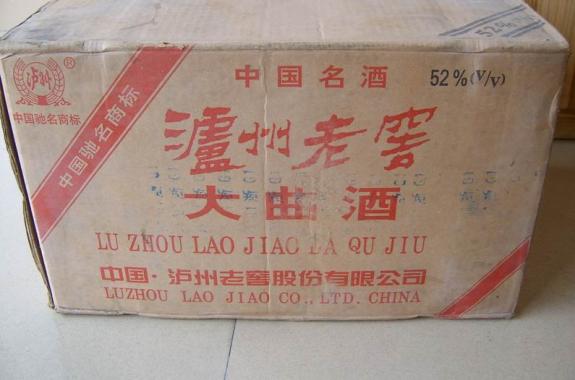 泸州
®
中国驰名商标
中国驰名商标
中国名酒
52%(V/V)
52%(V/V)
泸州老窖
大曲酒
LU ZHOU LAO JIAO DA QU JIU
中国·泸州老窖股份有限公司
LUZHOU LAO JIAO CO., LTD. CHINA